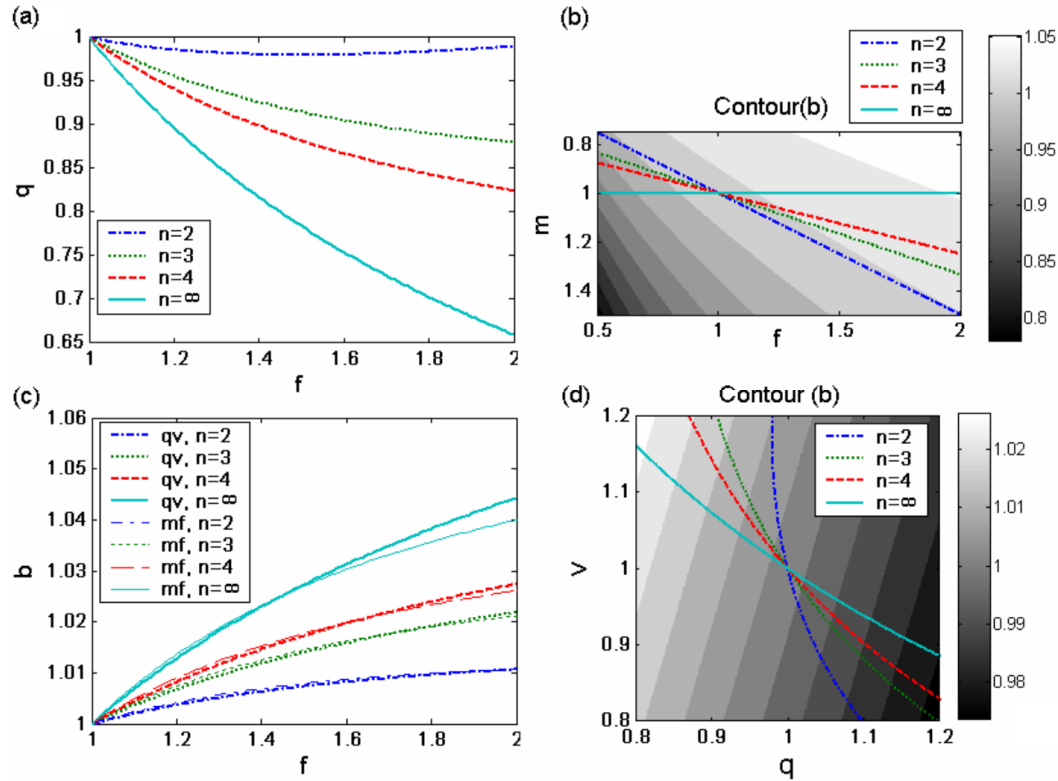 (a)
1
0.95
0.9
0.85
0.8
0.75
0.7
0.65
q
n=2
n=3
n=4
n=∞
1
1.2
1.4
1.6
1.8
2
f
(b)
n=2
n=3
n=4
n=∞
Contour(b)
0.8
1
1.2
1.4
m
0.5
1
1.5
2
f
1.05
1
0.95
0.9
0.85
0.8
(c)
1.06
1.05
1.04
1.03
1.02
1.01
1
b
qv, n=2
qv, n=3
qv, n=4
qv, n=∞
mf, n=2
mf, n=3
mf, n=4
mf, n=∞
1
1.2
1.4
1.6
1.8
2
f
(d)
Contour (b)
1.2
1.1
1
0.9
0.8
v
n=2
n=3
n=4
n=∞
0.8
0.9
1
1.1
1.2
q
1.02
1.01
1
0.99
0.98